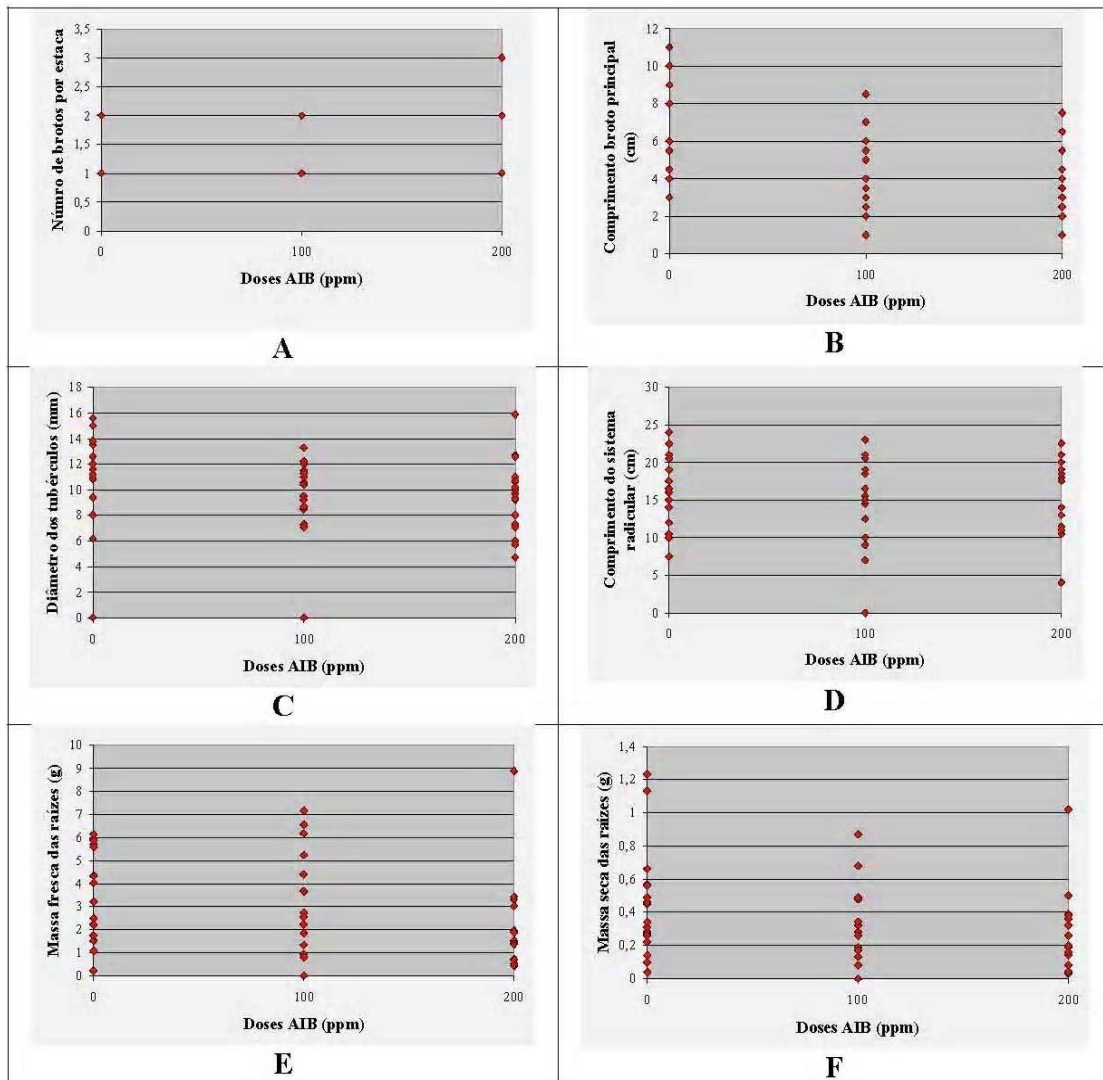 Númro de brotos por estaca
3,5
3
2,5
2
1,5
1
0,5
0
0 100 200
Doses AIB (ppm)
A
Comprimento broto principal
(cm)
12
10
8
6
4
2
0
0 100 200
Doses AIB (ppm)
B
Diâmetro dos tubérculos (mm)
18
16
14
12
10
8
6
4
2
0
0 100 200
Doses AIB (ppm)
C
Comprimento do sistema
radicular (cm)
30
25
20
15
10
5
0
0 100 200
Doses AIB (ppm)
D
Massa fresca das raízes (g)
10
9
8
7
6
5
4
3
2
1
0
0 100 200
Doses AIB (ppm)
E
Massa seca das raízes (g)
1,4
1,2
1
0,8
0,6
0,4
0,2
0
0 100 200
Doses AIB (ppm)
F